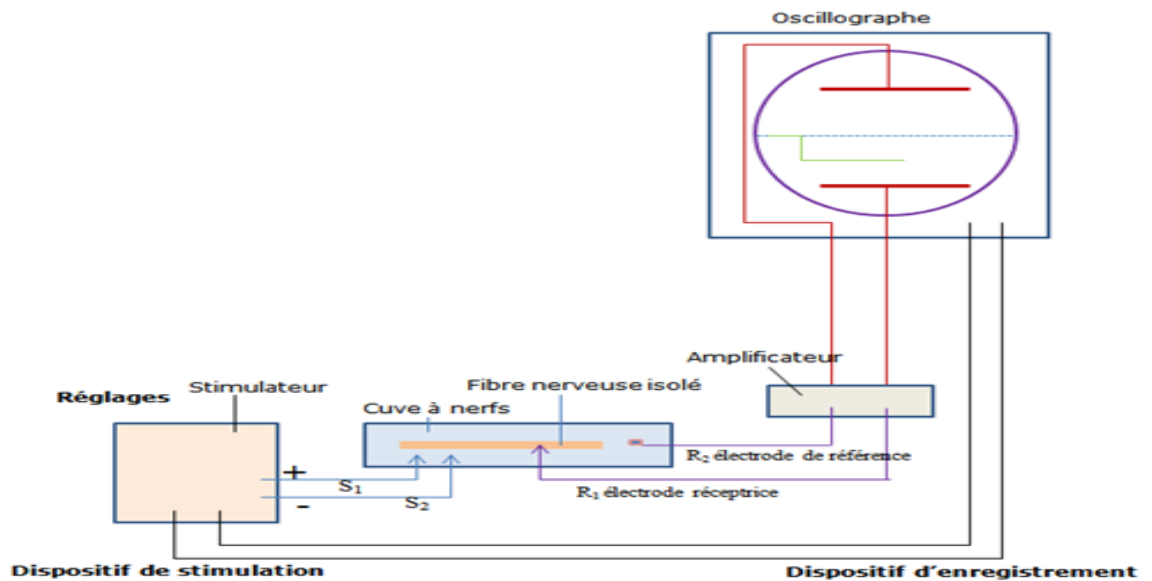 Oscillographe
Amplificateur
Réglages
Stimulateur
Fibre nerveuse isolé
Cuve à nerfs
R2 électrode de référence
+
S1
R1 électrode réceptrice
-
S2
Dispositif de stimulation
Dispositif d'enregistrement